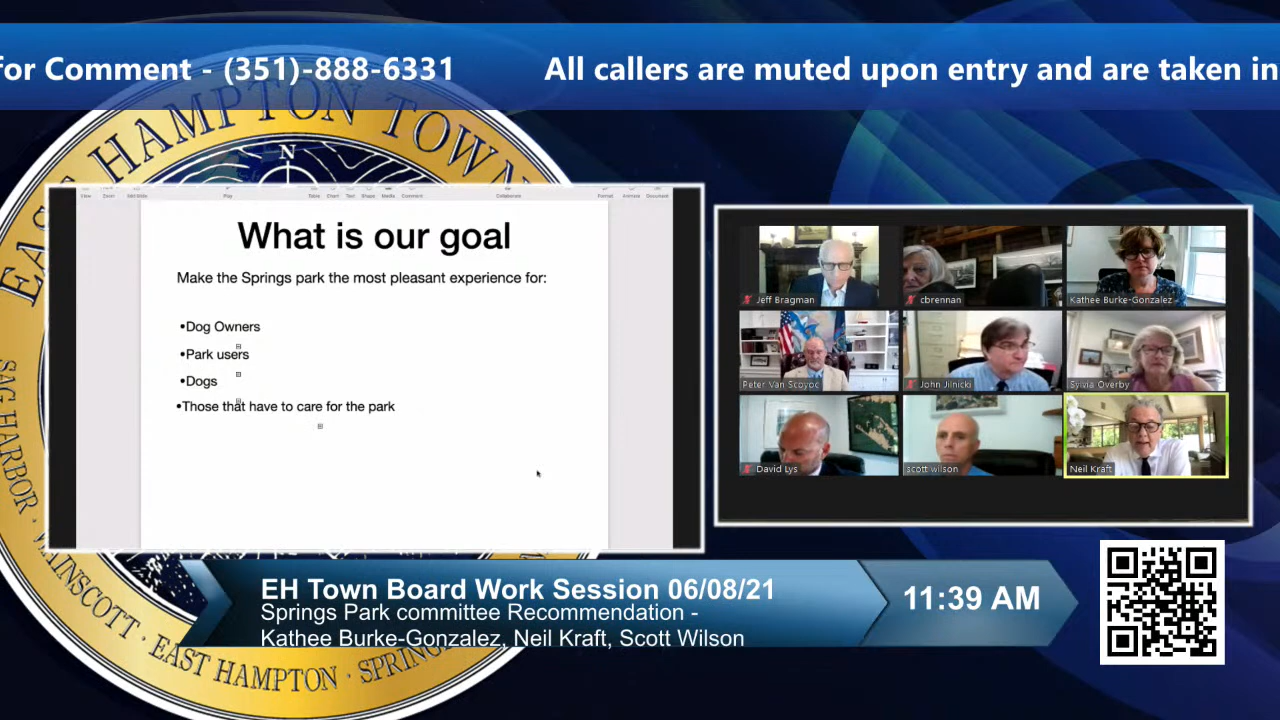 for Comment - (351)-888-6331 All callers are muted upon entry and are taken in
EAST HAMPTON TOWN
N
What is our goal
Make the Springs park the most pleasant experience for:
•Dog Owners
•Park users
•Dogs
•Those that have to care for the park
Jeff Bragman
cbrennan
Kathee Burke-Gonzalez
Peter Van Scoyoc
John Jilnicki
Sylvia Overby
David Lys
scott wilson
Neil Kraft
SAG HARBOR · WAINSCOTT · EAST HAMPTON · SPRINGS
EH Town Board Work Session 06/08/21
Springs Park committee Recommendation -
Kathee Burke-Gonzalez, Neil Kraft, Scott Wilson
11:39 AM